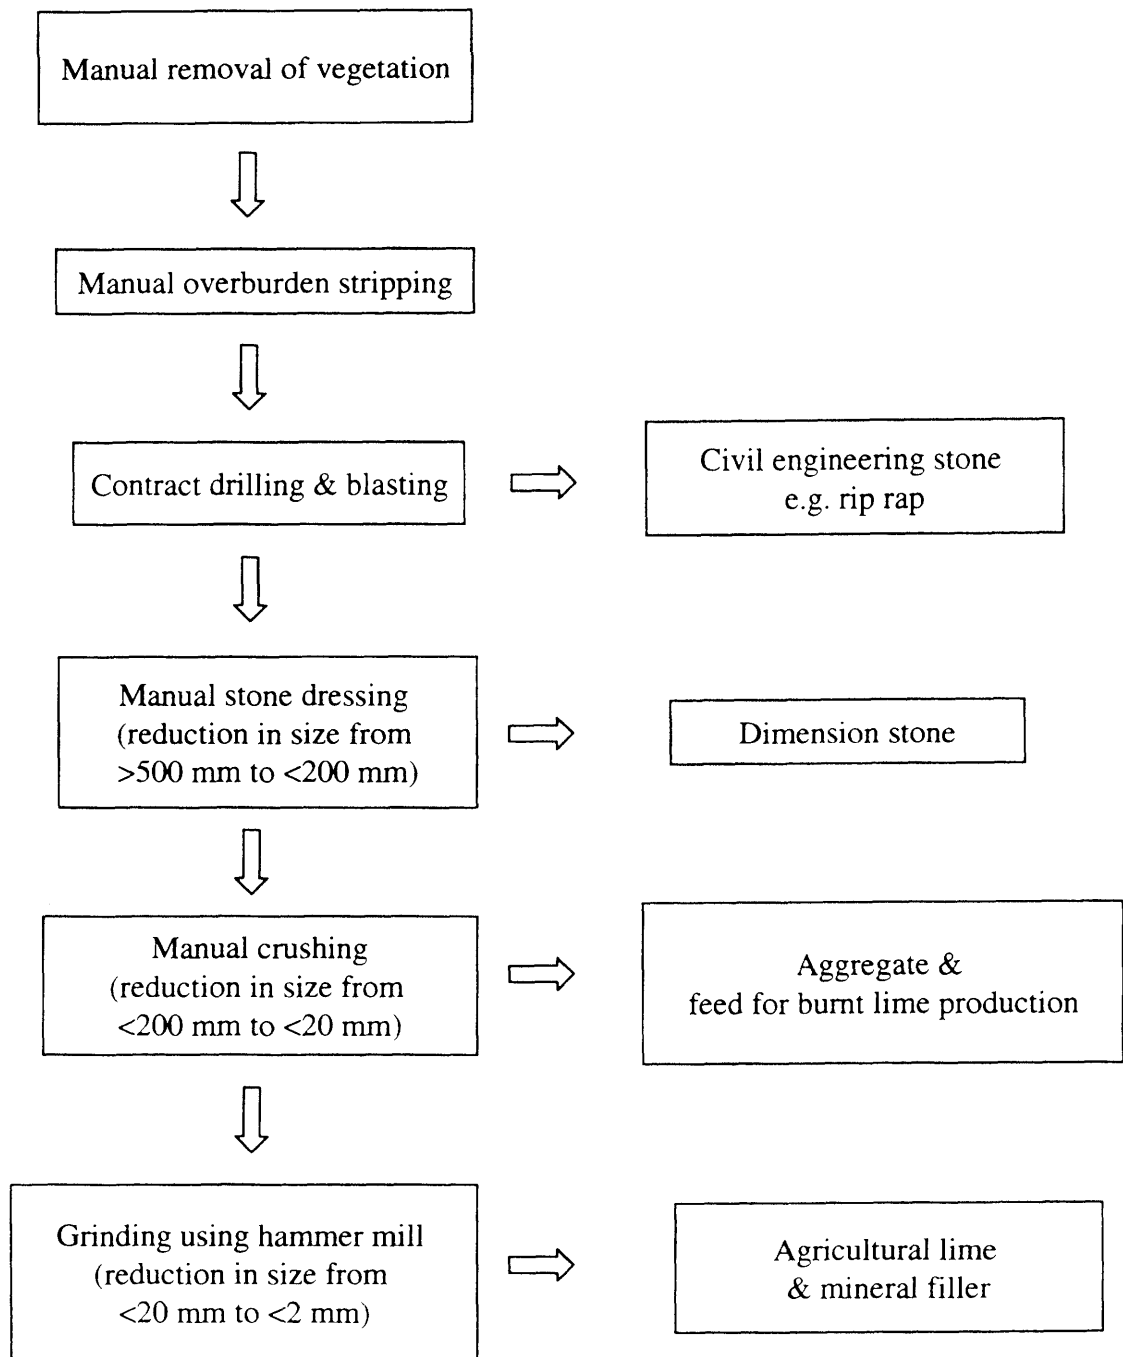 Manual removal of vegetation
Manual overburden stripping
Contract drilling & blasting
Civil engineering stone
e.g. rip rap
Manual stone dressing
(reduction in size from
>500 mm to <200 mm)
Dimension stone
Manual crushing
(reduction in size from
<200 mm to <20 mm)
Aggregate &
feed for burnt lime production
Grinding using hammer mill
(reduction in size from
<20 mm to <2 mm)
Agricultural lime
& mineral filler